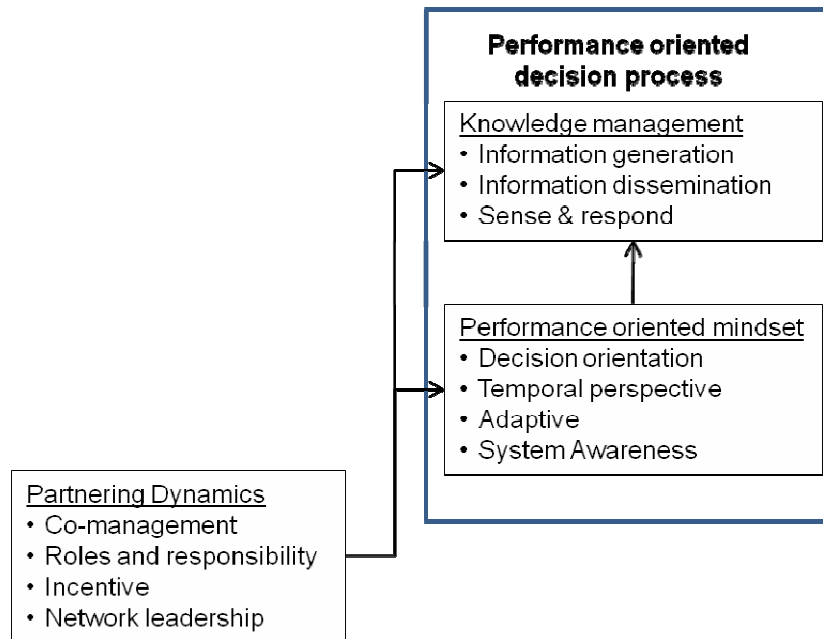 Performance oriented
decision process
Knowledge management
• Information generation
• Information dissemination
• Sense & respond
Performance oriented mindset
• Decision orientation
• Temporal perspective
• Adaptive
• System Awareness
Partnering Dynamics
• Co-management
• Roles and responsibility
• Incentive
• Network leadership